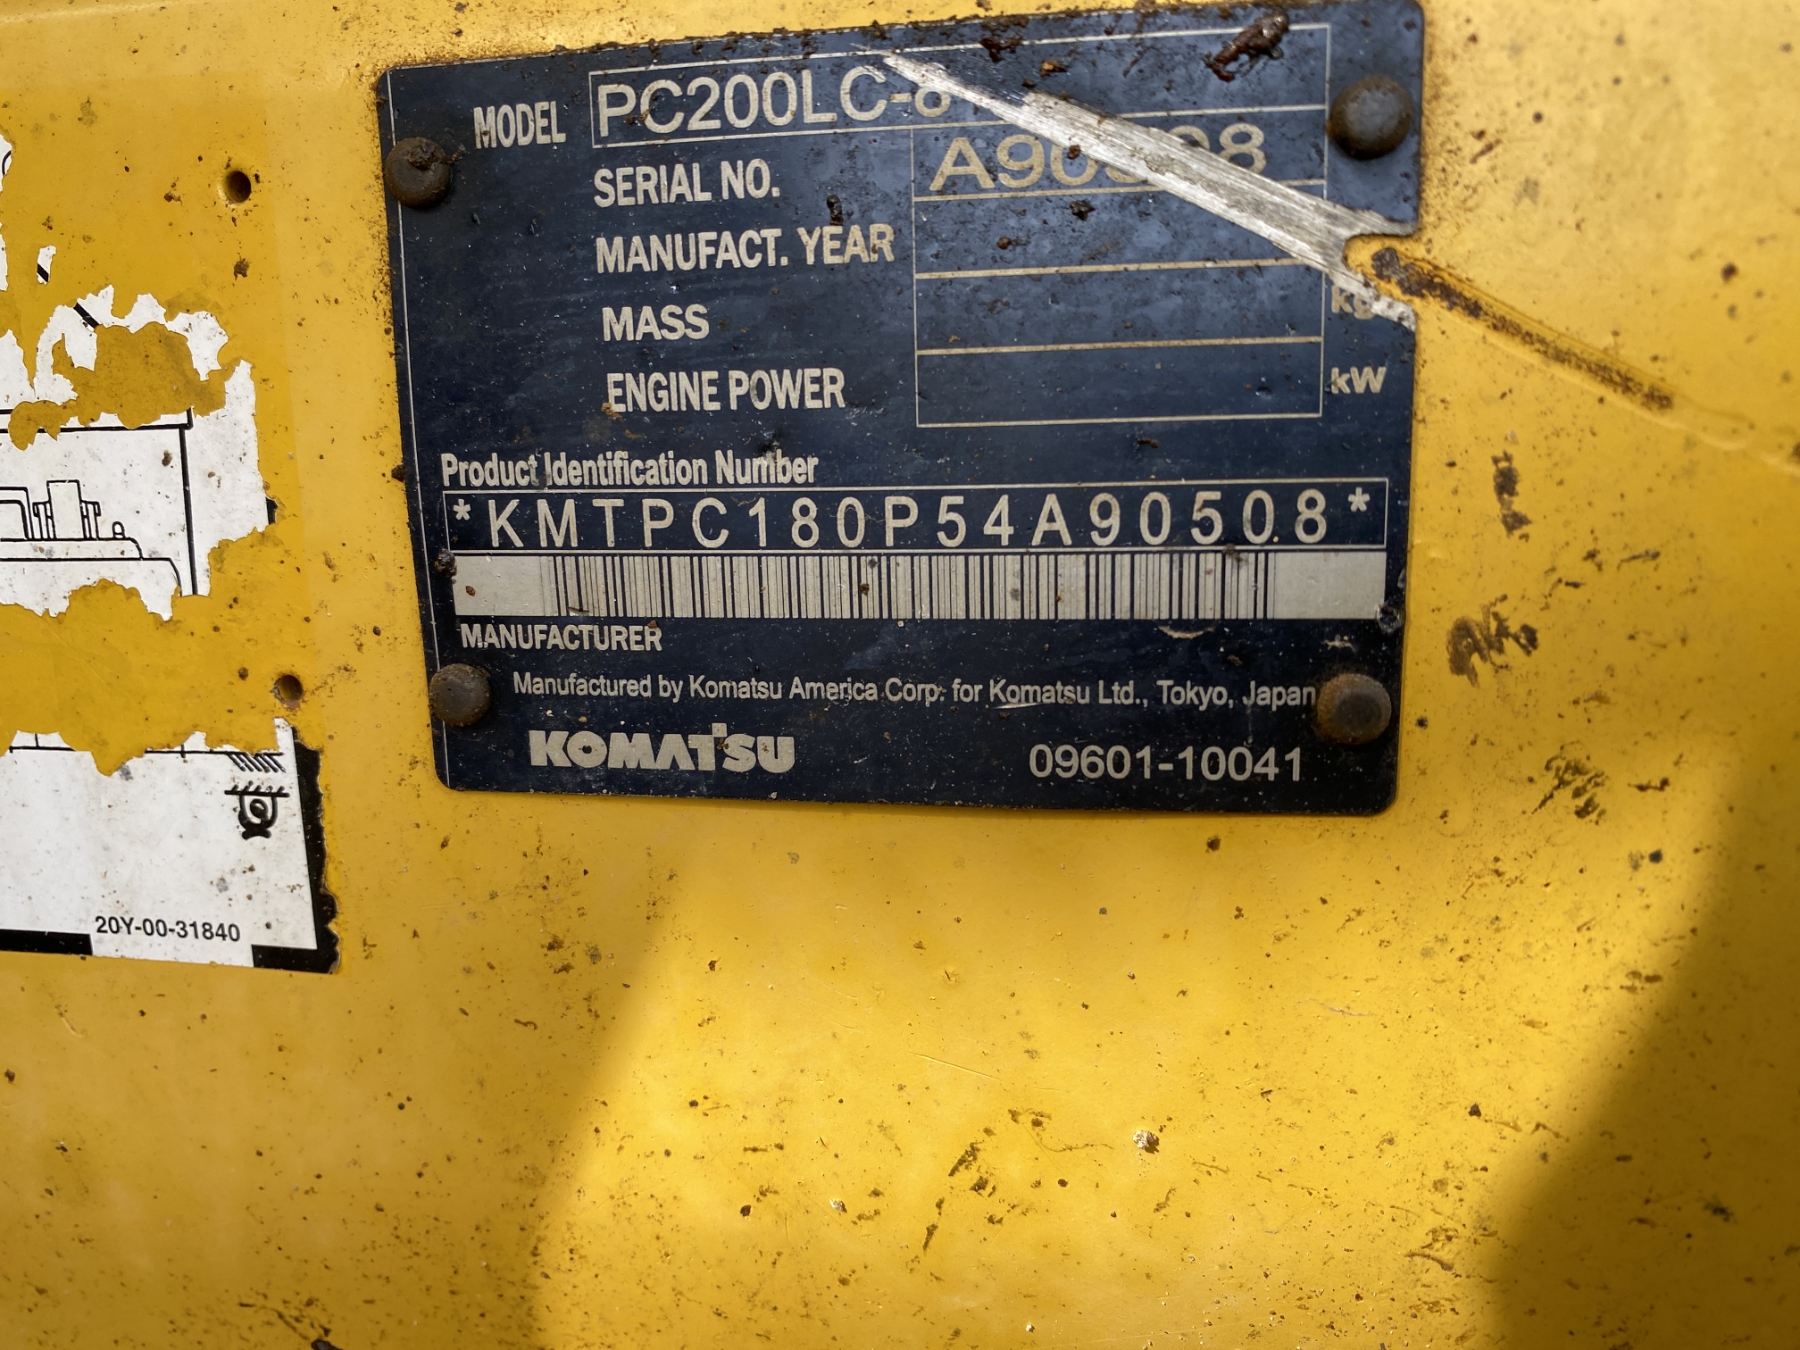 MODEL PC200LC-8
SERIAL NO.
MANUFACT. YEAR
MASS kg
ENGINE POWER kW
Product Identification Number
*KMTPC180P54A90508*
MANUFACTURER
Manufactured by Komatsu America Corp. for Komatsu Ltd., Tokyo, Japan
KOMATSU 09601-10041
20Y-00-31840